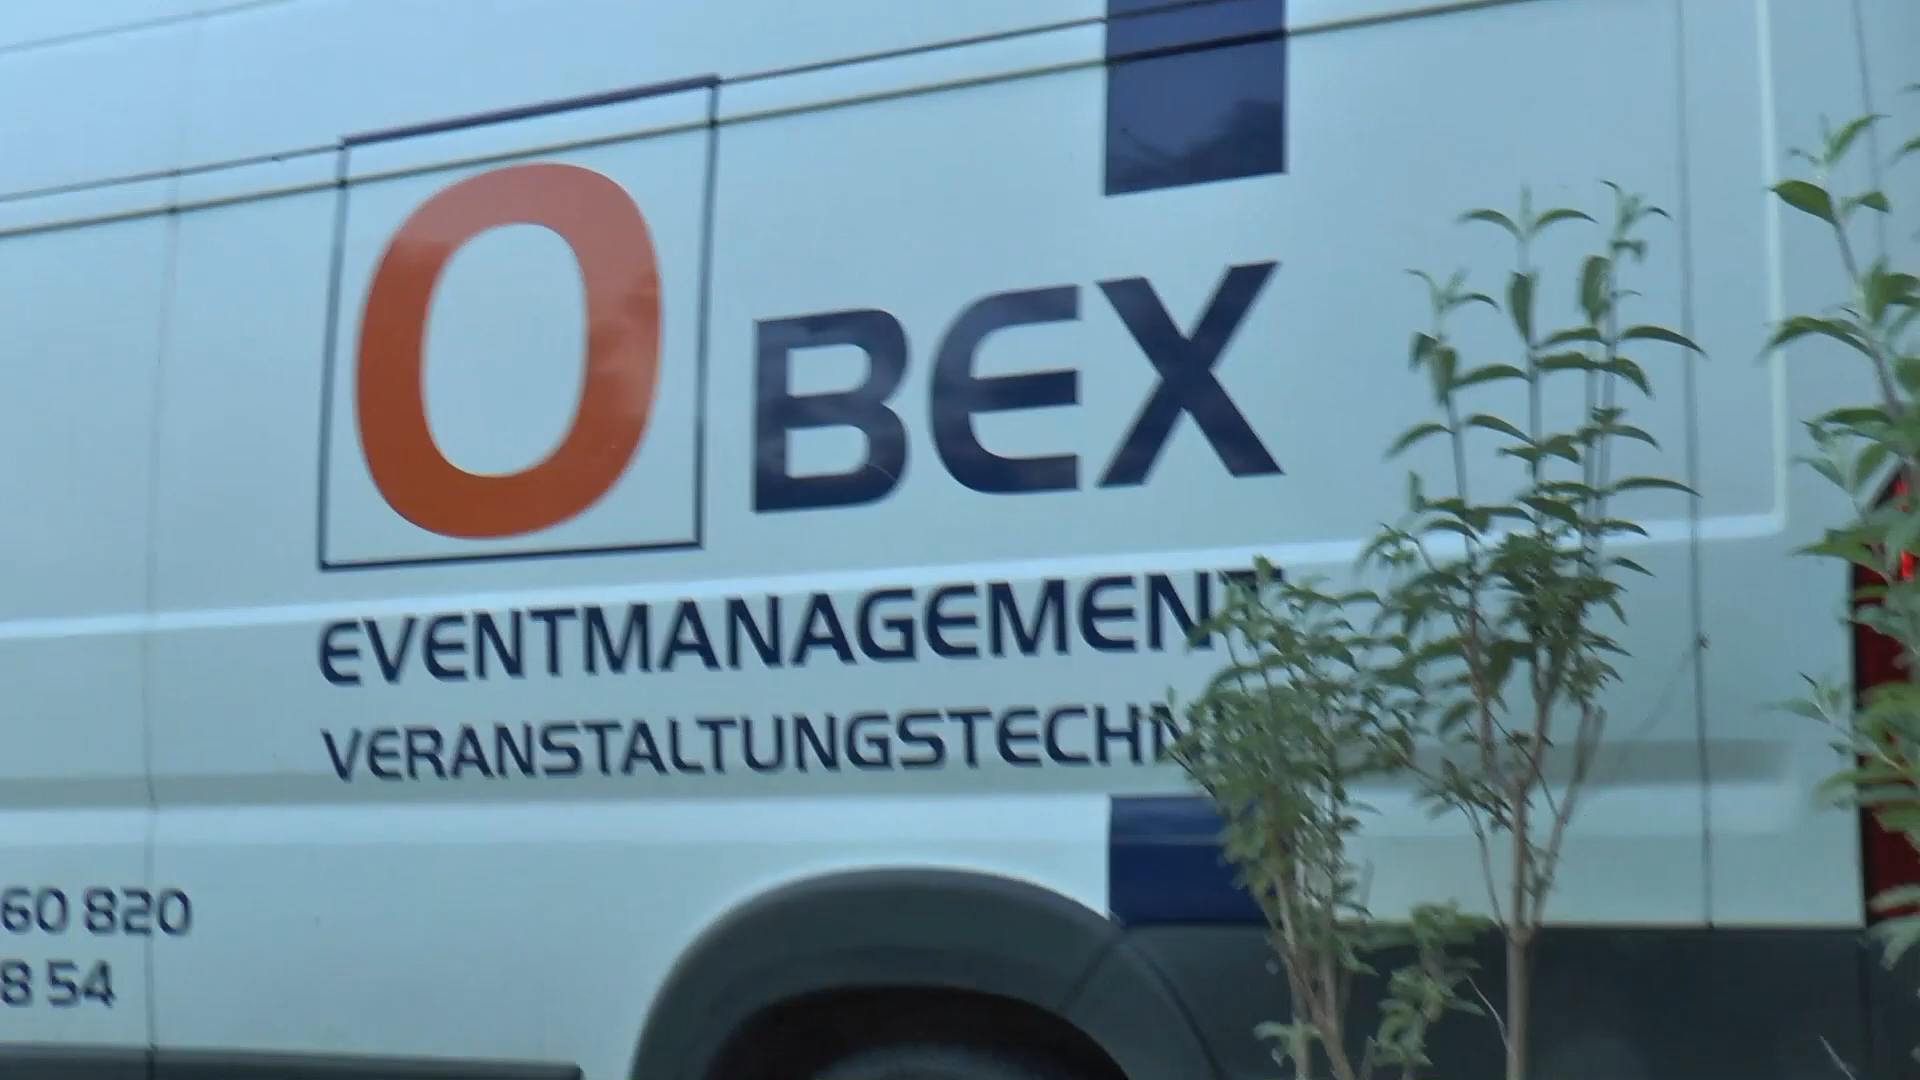 OBEX
EVENTMANAGEMENT
VERANSTALTUNGSTECHN
60 820
8 54